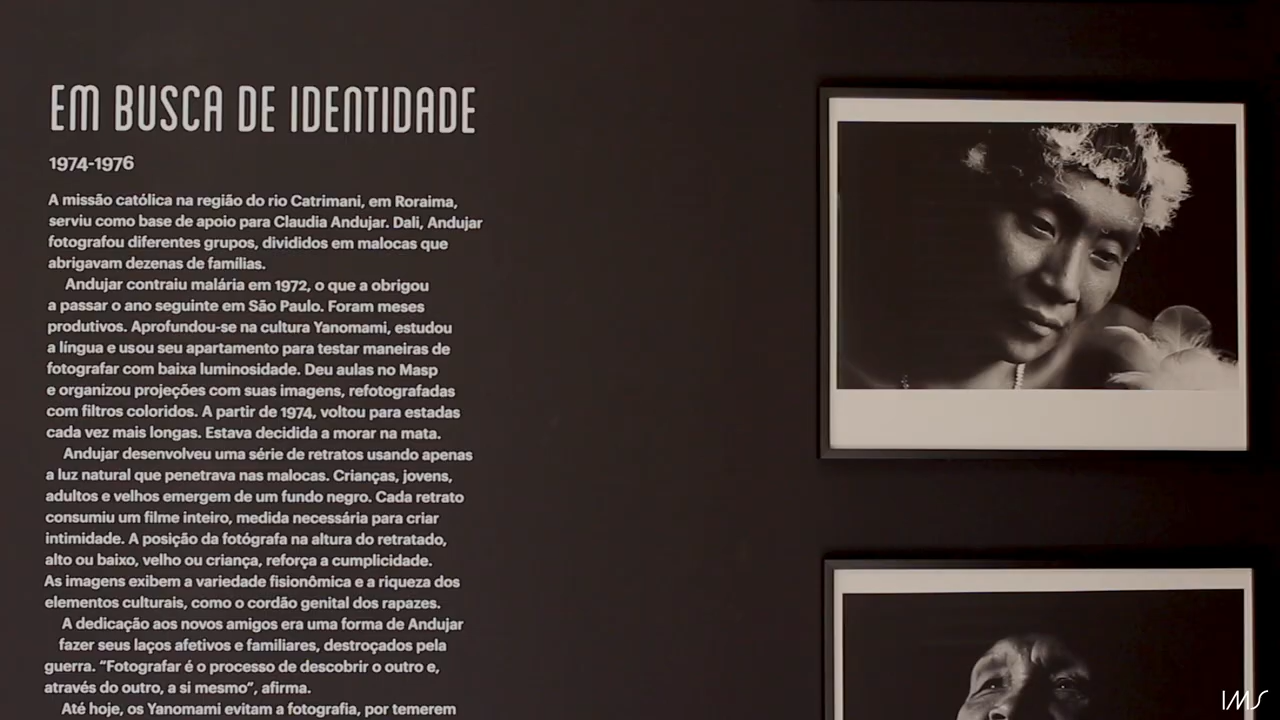 EM BUSCA DE IDENTIDADE
1974-1976
A missão católica na região do rio Catrimani, em Roraima,
serviu como base de apoio para Claudia Andujar. Dali, Andujar
fotografou diferentes grupos, divididos em malocas que
abrigavam dezenas de famílias.
Andujar contraiu malária em 1972, o que a obrigou
a passar o ano seguinte em São Paulo. Foram meses
produtivos. Aprofundou-se na cultura Yanomami, estudou
a língua e usou seu apartamento para testar maneiras de
fotografar com baixa luminosidade. Deu aulas no Masp
e organizou projeções com suas imagens, refotografadas
com filtros coloridos. A partir de 1974, voltou para estadas
cada vez mais longas. Estava decidida a morar na mata.
Andujar desenvolveu uma série de retratos usando apenas
a luz natural que penetrava nas malocas. Crianças, jovens,
adultos e velhos emergem de um fundo negro. Cada retrato
consumiu um filme inteiro, medida necessária para criar
intimidade. A posição da fotógrafa na altura do retratado,
alto ou baixo, velho ou criança, reforça a cumplicidade.
As imagens exibem a variedade fisionômica e a riqueza dos
elementos culturais, como o cordão genital dos rapazes.
A dedicação aos novos amigos era uma forma de Andujar
fazer seus laços afetivos e familiares, destroçados pela
guerra. “Fotografar é o processo de descobrir o outro e,
através do outro, a si mesmo”, afirma.
Até hoje, os Yanomami evitam a fotografia, por temerem
IMS